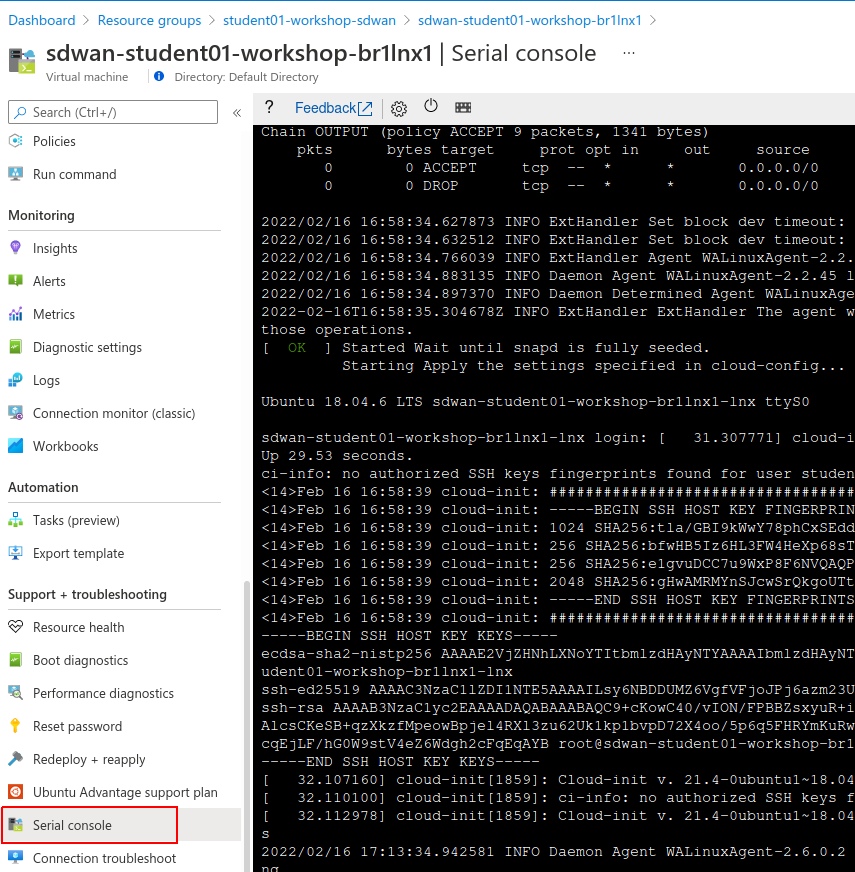 Dashboard > Resource groups > student01-workshop-sdwan > sdwan-student01-workshop-br1lnx1 >
sdwan-student01-workshop-br1lnx1 | Serial console ...
Virtual machine
Directory: Default Directory
Search (Ctrl+/)
«
Policies
Run command
Monitoring
Insights
Alerts
Metrics
Diagnostic settings
Logs
Connection monitor (classic)
Workbooks
Automation
Tasks (preview)
Export template
Support + troubleshooting
Resource health
Boot diagnostics
Performance diagnostics
Reset password
Redeploy + reapply
Ubuntu Advantage support plan
Serial console
Connection troubleshoot
? Feedback
Chain OUTPUT (policy ACCEPT 9 packets, 1341 bytes)
pkts bytes target prot opt in out source
0 0 ACCEPT tcp -- * * 0.0.0.0/0
0 0 DROP tcp -- * * 0.0.0.0/0
2022/02/16 16:58:34.627873 INFO ExtHandler Set block dev timeout:
2022/02/16 16:58:34.632512 INFO ExtHandler Set block dev timeout:
2022/02/16 16:58:34.766039 INFO ExtHandler Agent WALinuxAgent-2.2.
2022/02/16 16:58:34.883135 INFO Daemon Agent WALinuxAgent-2.2.45 l
2022/02/16 16:58:34.897370 INFO Daemon Determined Agent WALinuxAge
2022-02-16T16:58:35.304678Z INFO ExtHandler ExtHandler The agent w
those operations.
[ OK ] Started Wait until snapd is fully seeded.
Starting Apply the settings specified in cloud-config...
Ubuntu 18.04.6 LTS sdwan-student01-workshop-br1lnx1-lnx ttyS0
sdwan-student01-workshop-br1lnx1-lnx login: [ 31.307771] cloud-i
Up 29.53 seconds.
ci-info: no authorized SSH keys fingerprints found for user studen
<14>Feb 16 16:58:39 cloud-init: ##################################
<14>Feb 16 16:58:39 cloud-init: -----BEGIN SSH HOST KEY FINGERPRIN
<14>Feb 16 16:58:39 cloud-init: 1024 SHA256:tla/GBI9kWwY78phCxSEdd
<14>Feb 16 16:58:39 cloud-init: 256 SHA256:bfwHB5Iz6HL3FW4HeXp68sT
<14>Feb 16 16:58:39 cloud-init: 256 SHA256:e1gvuDCC7u9WxP8F6NVQAQP
<14>Feb 16 16:58:39 cloud-init: 2048 SHA256:gHwAMRMYnSJcwSrQkgoUTt
<14>Feb 16 16:58:39 cloud-init: -----END SSH HOST KEY FINGERPRINTS
<14>Feb 16 16:58:39 cloud-init: ##################################
-----BEGIN SSH HOST KEY KEYS-----
ecdsa-sha2-nistp256 AAAAE2VjZHNhLXNoYTItbmlzdHAyNTYAAAAIbmlzdHAyNT
udent01-workshop-br1lnx1-lnx
ssh-ed25519 AAAAC3NzaC1lZDI1NTE5AAAAILsy6NBDDUMZ6VgfVFjoJPj6azm23U
ssh-rsa AAAAB3NzaC1yc2EAAAADAQABAAABAQC9+cKowC40/vION/FPBBZsxyuR+i
AlcsCKeSB+qzXkzfMpeowBpjel4RXl3zu62Uk1kp1bvpD72X4oo/5p6q5FHRYmKuRw
cqEjLF/hG0W9stV4eZ6Wdgh2cFqEqAYB root@sdwan-student01-workshop-br1
-----END SSH HOST KEY KEYS-----
[ 32.107160] cloud-init[1859]: Cloud-init v. 21.4-0ubuntu1~18.04
[ 32.110100] cloud-init[1859]: ci-info: no authorized SSH keys f
[ 32.112978] cloud-init[1859]: Cloud-init v. 21.4-0ubuntu1~18.04
s
2022/02/16 17:13:34.942581 INFO Daemon Agent WALinuxAgent-2.6.0.2
ng